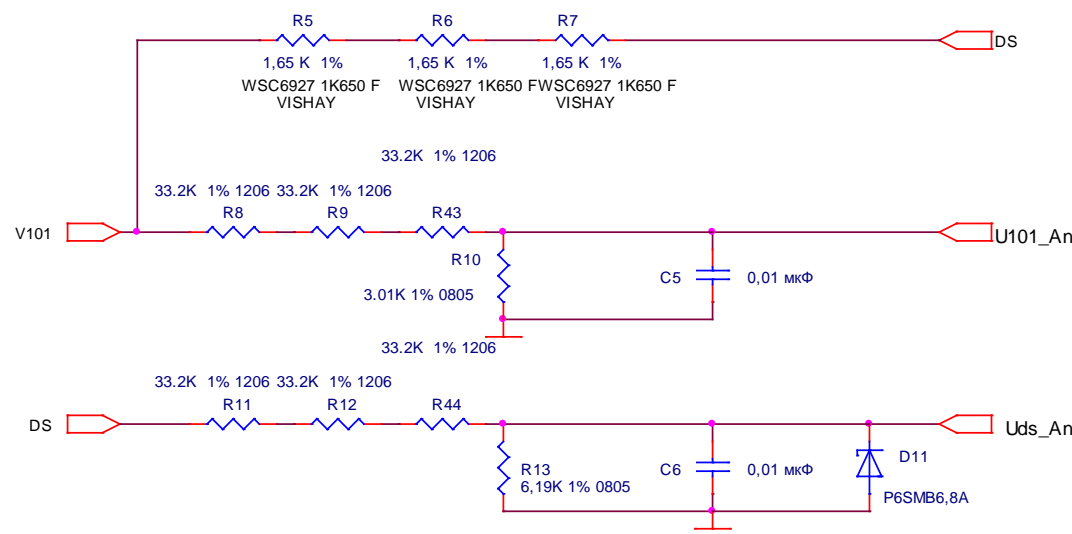 R5 R6 R7
DS
1,65 K 1% 1,65 K 1% 1,65 K 1%
WSC6927 1K650 F WSC6927 1K650 FWSC6927 1K650 F
VISHAY VISHAY VISHAY
33.2K 1% 1206
33.2K 1% 1206 33.2K 1% 1206
R8 R9 R43
V101
U101_An
R10
C5 0,01 мкФ
3.01K 1% 0805
33.2K 1% 1206
33.2K 1% 1206 33.2K 1% 1206
R11 R12 R44
DS
Uds_An
D11
R13 C6 0,01 мкФ
6,19K 1% 0805
P6SMB6,8A